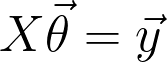 $X\vec{\theta} = \vec{y}$